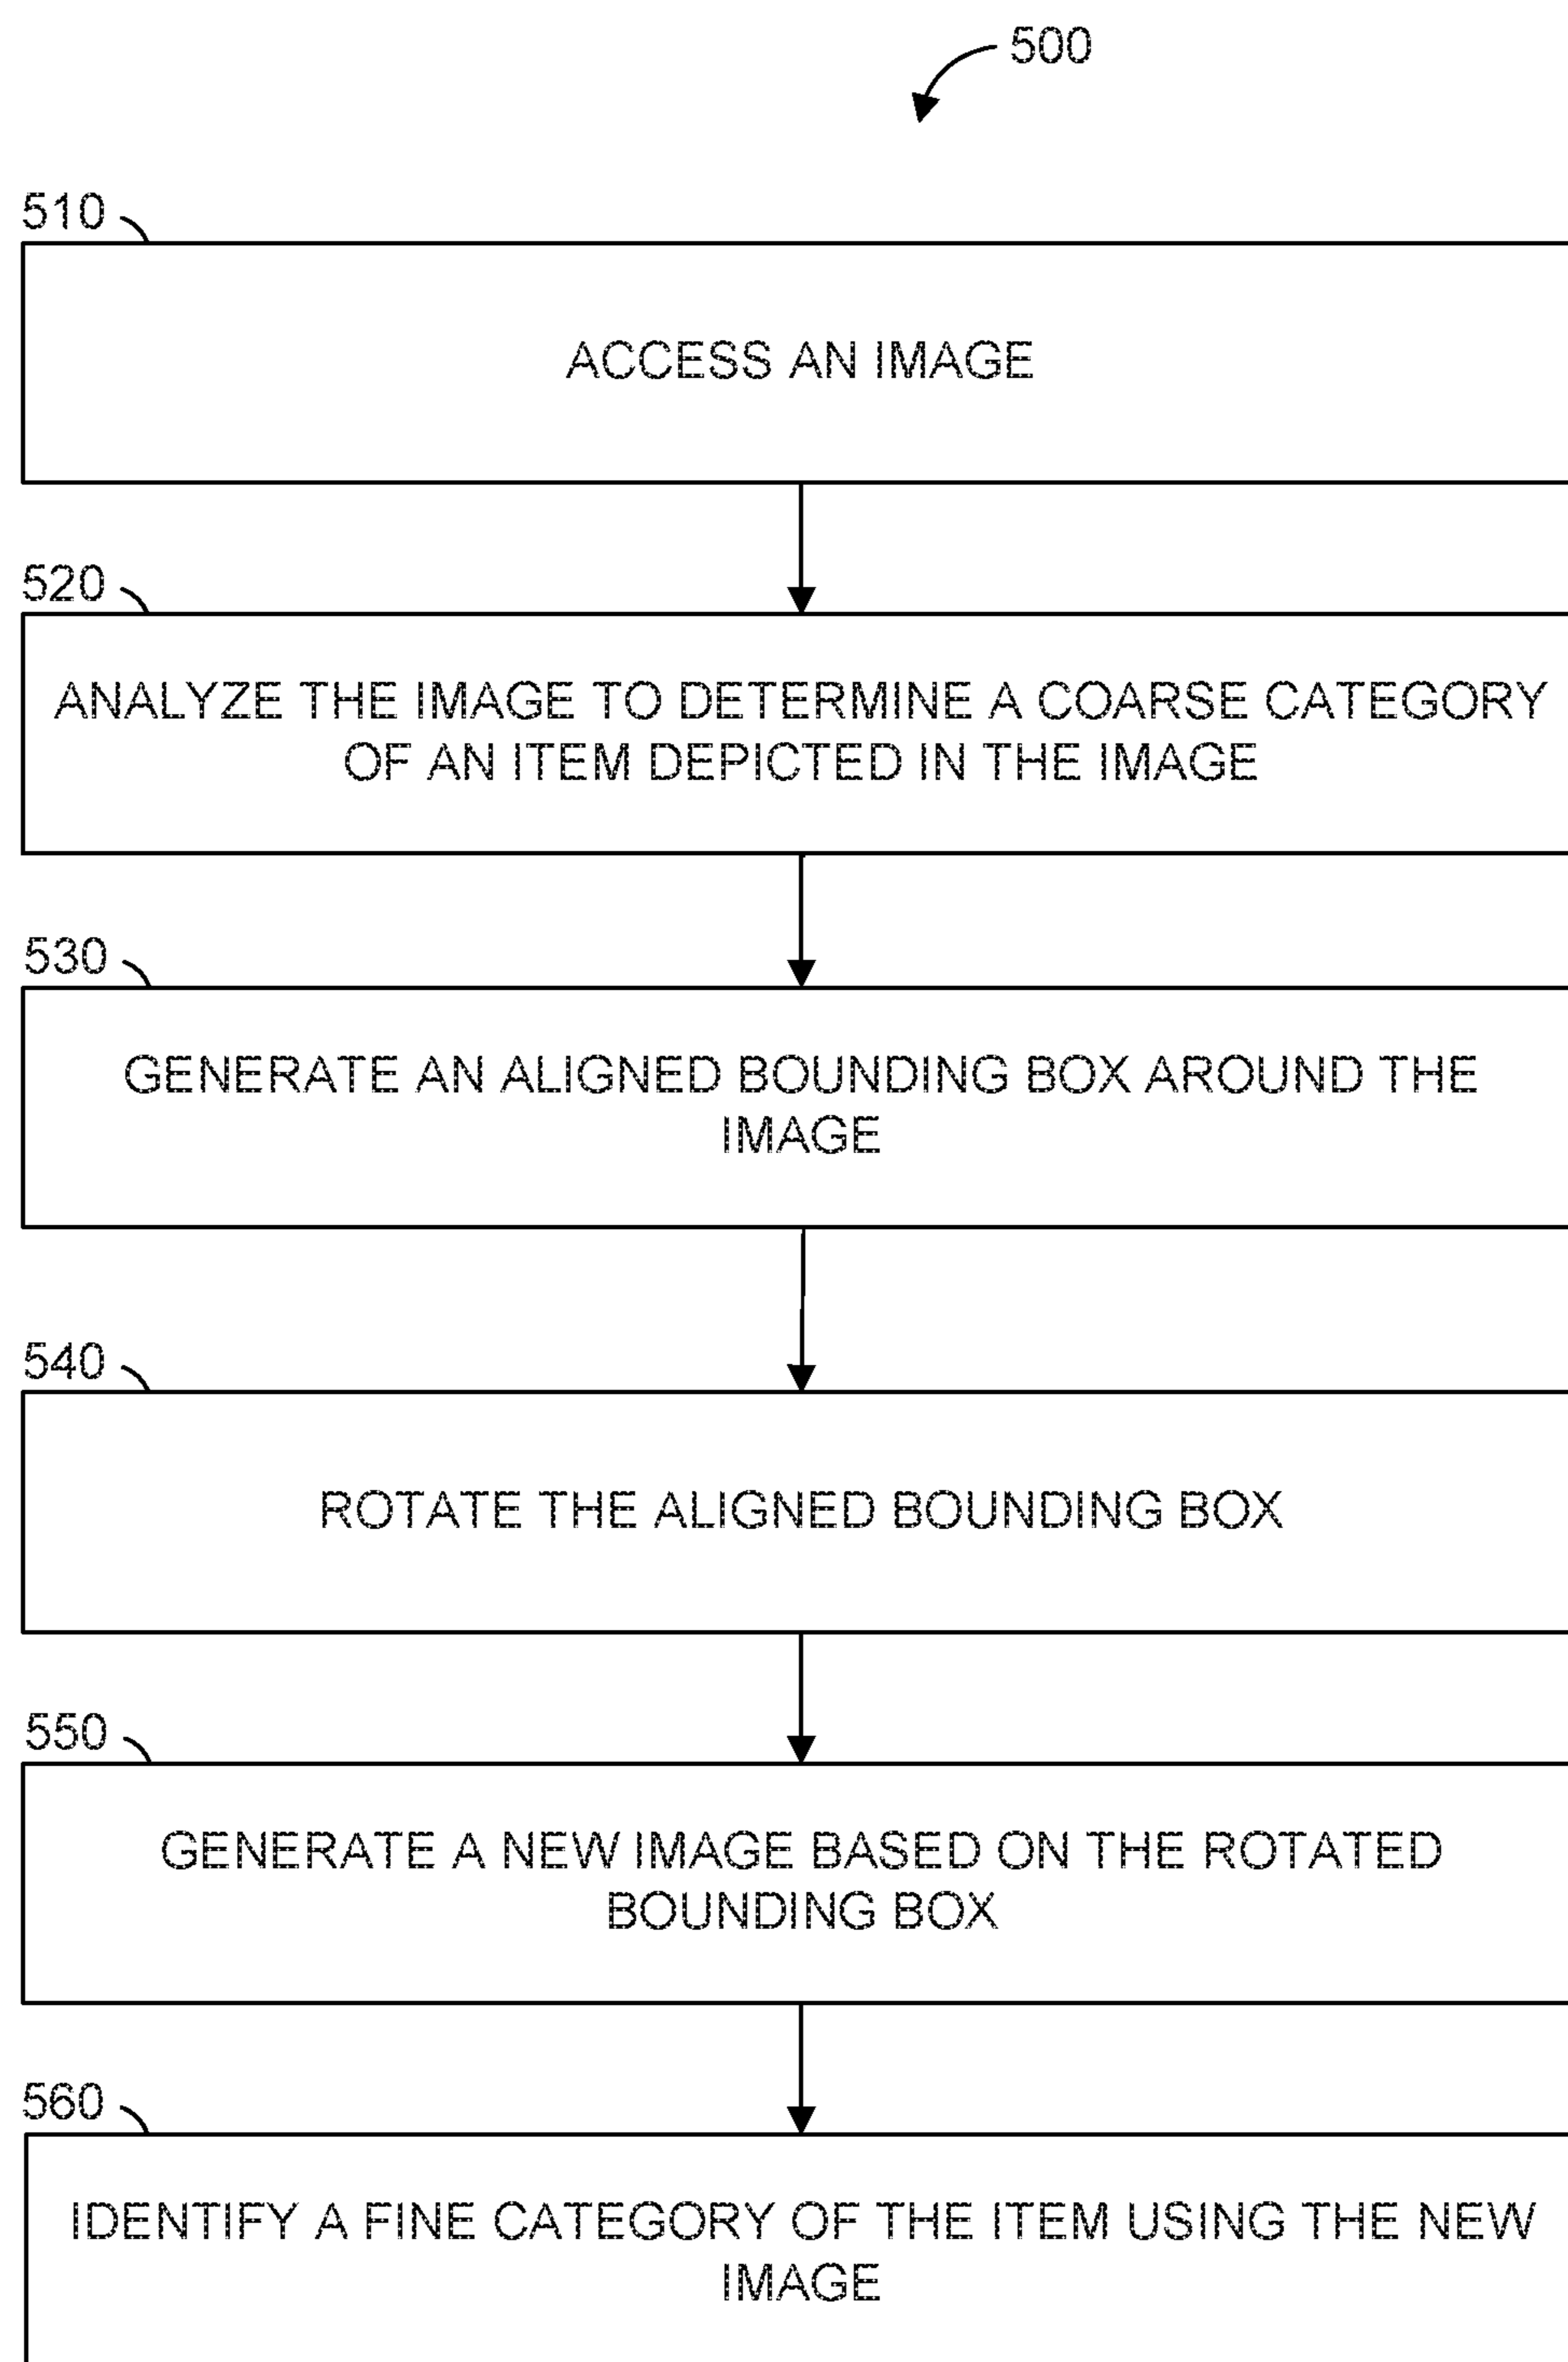 500
510
ACCESS AN IMAGE
520
ANALYZE THE IMAGE TO DETERMINE A COARSE CATEGORY
OF AN ITEM DEPICTED IN THE IMAGE
530
GENERATE AN ALIGNED BOUNDING BOX AROUND THE
IMAGE
540
ROTATE THE ALIGNED BOUNDING BOX
550
GENERATE A NEW IMAGE BASED ON THE ROTATED
BOUNDING BOX
560
IDENTIFY A FINE CATEGORY OF THE ITEM USING THE NEW
IMAGE